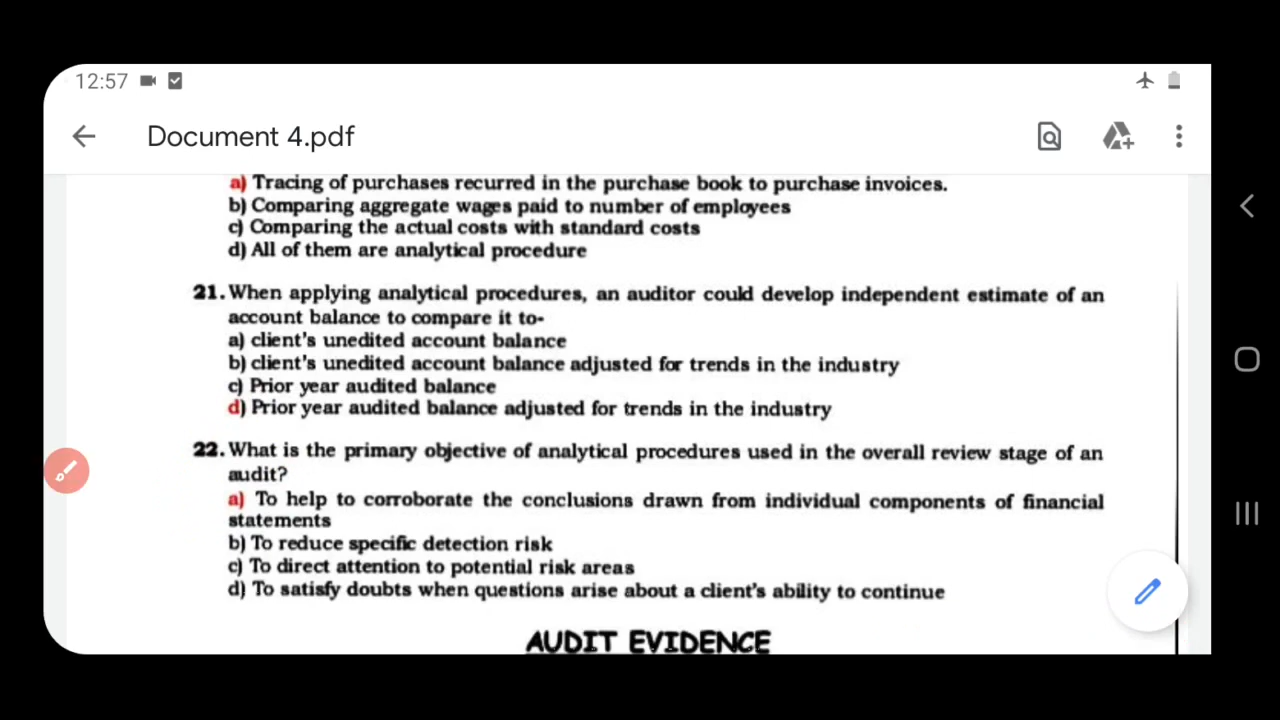 12:57
Document 4.pdf
a) Tracing of purchases recurred in the purchase book to purchase invoices.
b) Comparing aggregate wages paid to number of employees
c) Comparing the actual costs with standard costs
d) All of them are analytical procedure
21. When applying analytical procedures, an auditor could develop independent estimate of an
account balance to compare it to-
a) client's unedited account balance
b) client's unedited account balance adjusted for trends in the industry
c) Prior year audited balance
d) Prior year audited balance adjusted for trends in the industry
22. What is the primary objective of analytical procedures used in the overall review stage of an
audit?
a) To help to corroborate the conclusions drawn from individual components of financial
statements
b) To reduce specific detection risk
c) To direct attention to potential risk areas
d) To satisfy doubts when questions arise about a client's ability to continue
AUDIT EVIDENCE